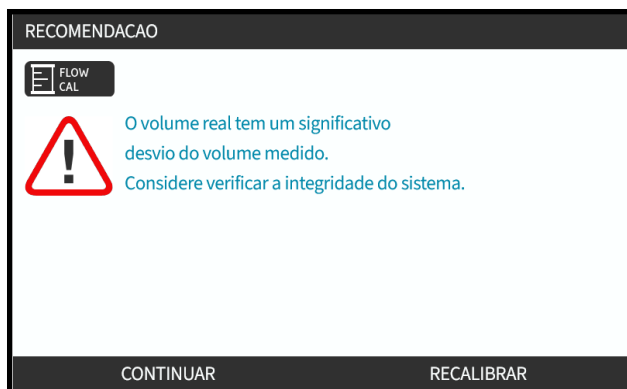 RECOMENDACAO
FLOW
CAL
O volume real tem um significativo
desvio do volume medido.
Considere verificar a integridade do sistema.
CONTINUAR RECALIBRAR